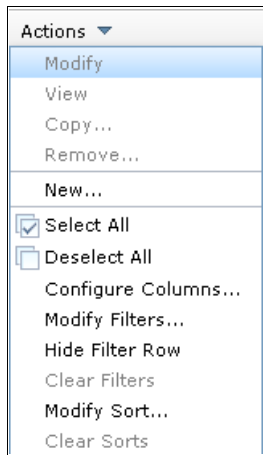 Actions
Modify
View
Copy...
Remove...
New...
Select All
Deselect All
Configure Columns...
Modify Filters...
Hide Filter Row
Clear Filters
Modify Sort...
Clear Sorts